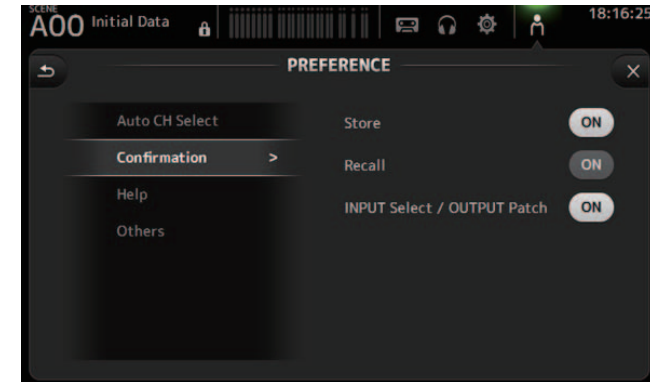 SCENE
A00 Initial Data
18:16:25
PREFERENCE
Auto CH Select
Store ON
Confirmation >
Recall ON
Help
INPUT Select / OUTPUT Patch ON
Others